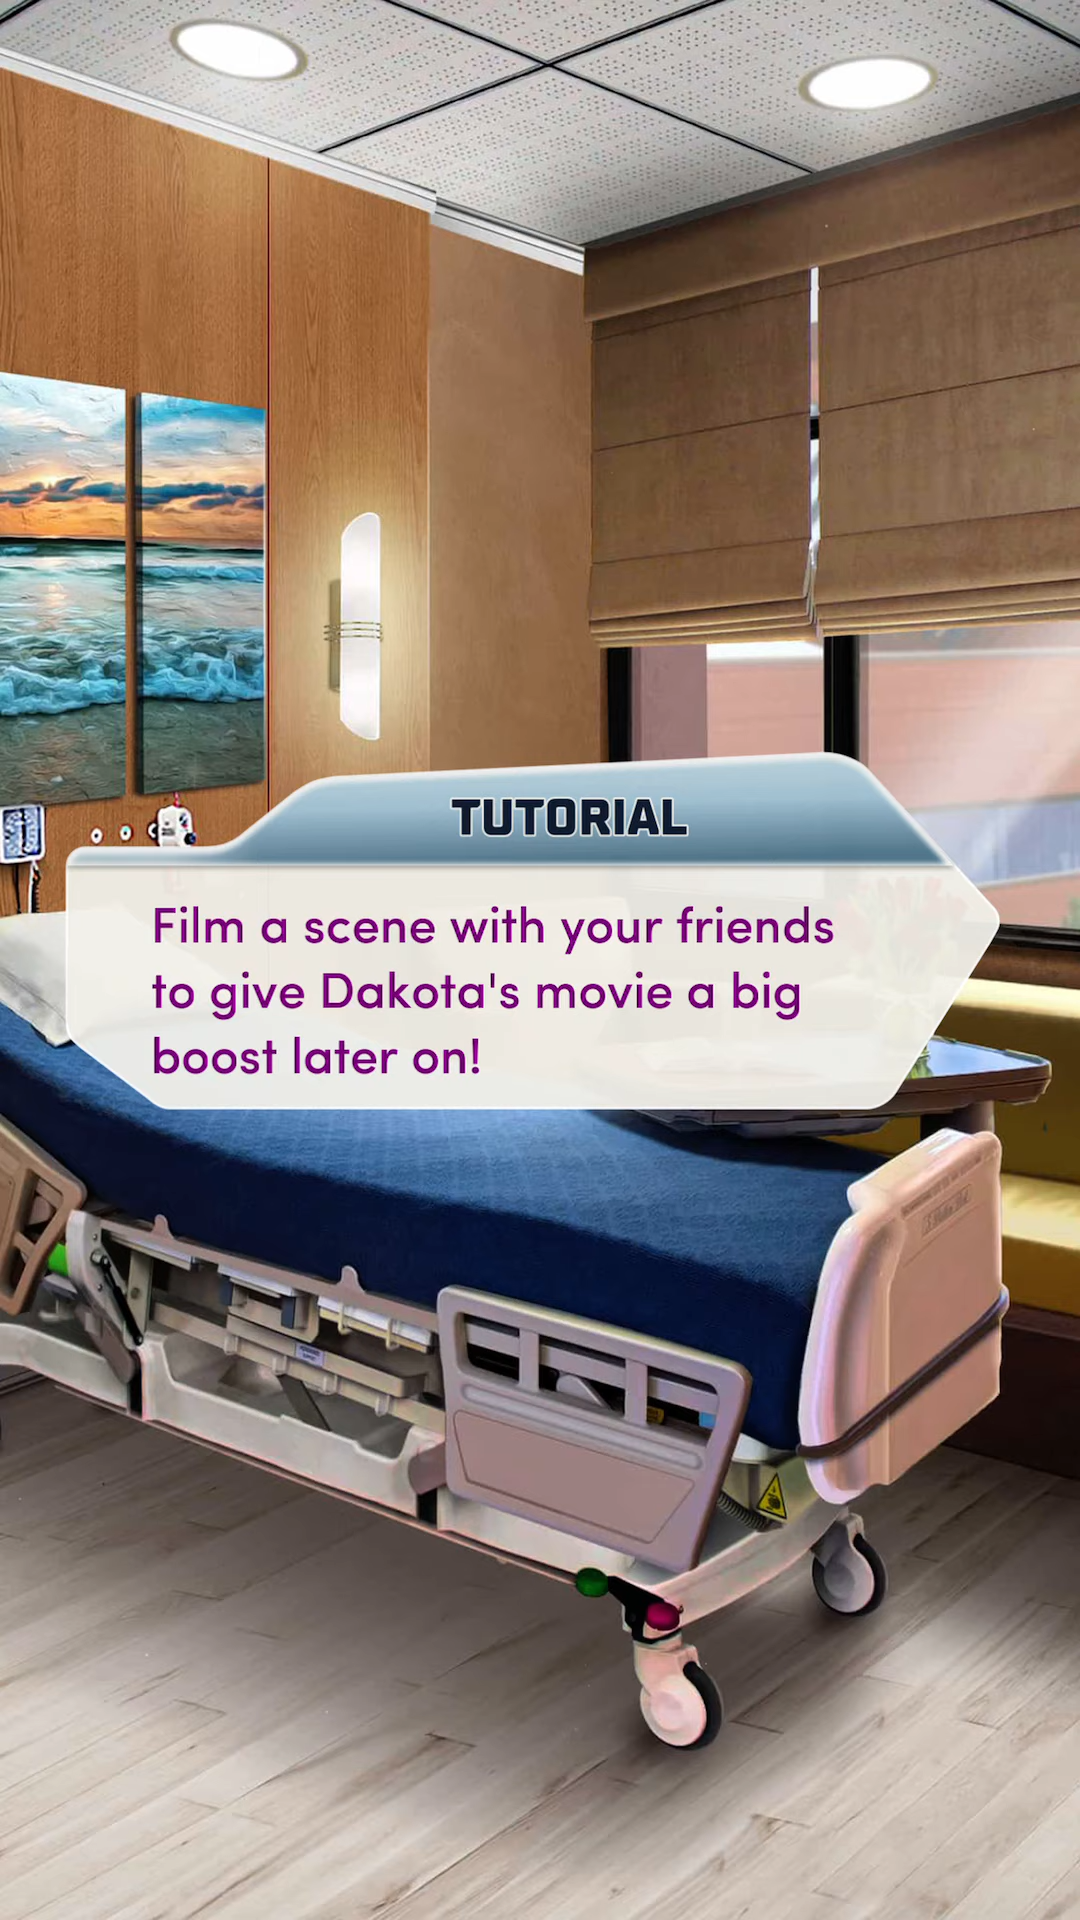 TUTORIAL
Film a scene with your friends
to give Dakota's movie a big
boost later on!